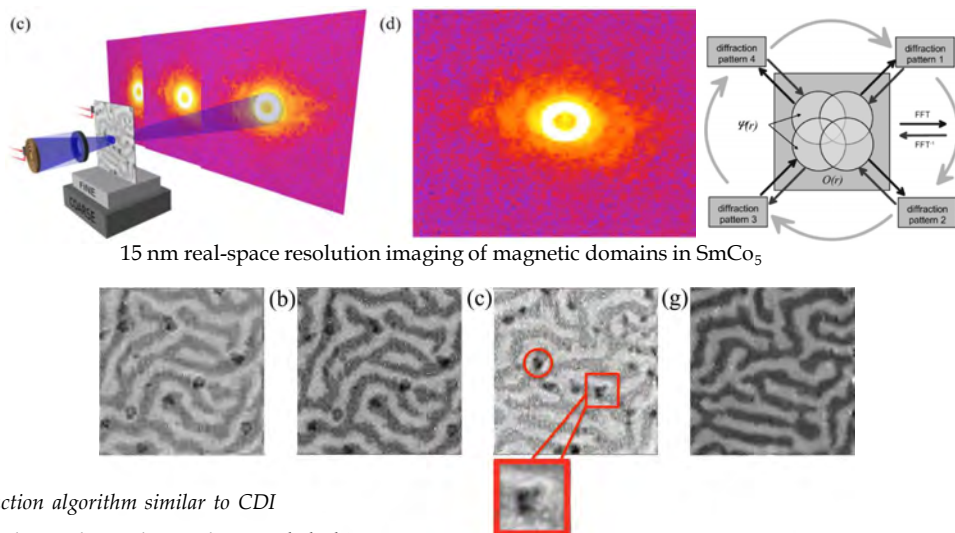 (c)
(d)
diffraction
pattern 4
diffraction
pattern 1
Ψ(r)
FFT
FFT⁻¹
O(r)
diffraction
pattern 3
diffraction
pattern 2
FINE
COARSE
15 nm real-space resolution imaging of magnetic domains in SmCo₅
(b)
(c)
(g)
ction algorithm similar to CDI